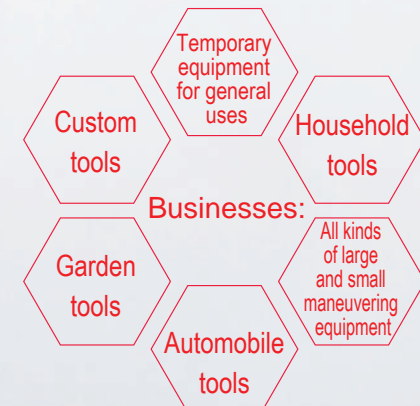 Temporary
equipment
for general
uses
Custom
tools
Household
tools
Businesses:
Garden
tools
All kinds
of large
and small
maneuvering
equipment
Automobile
tools